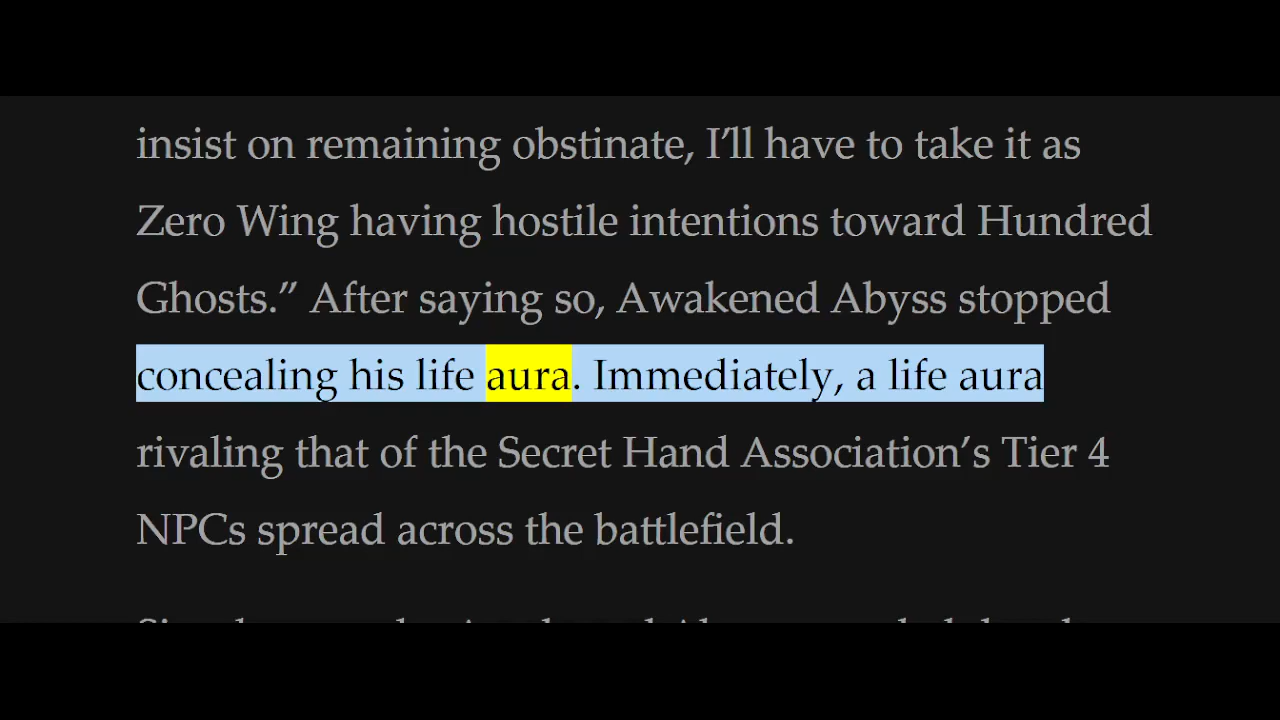 insist on remaining obstinate, I’ll have to take it as
Zero Wing having hostile intentions toward Hundred
Ghosts.” After saying so, Awakened Abyss stopped
concealing his life aura. Immediately, a life aura
rivaling that of the Secret Hand Association’s Tier 4
NPCs spread across the battlefield.